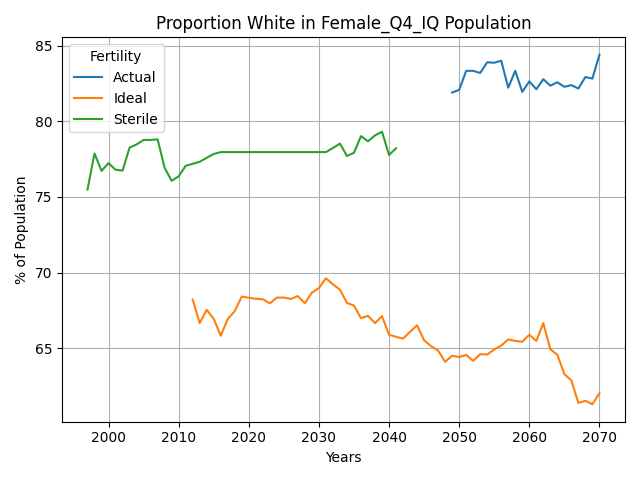 Proportion White in Female_Q4_IQ Population
% of Population
85
80
75
70
65
Fertility
Actual
Ideal
Sterile
2000 2010 2020 2030 2040 2050 2060 2070
Years